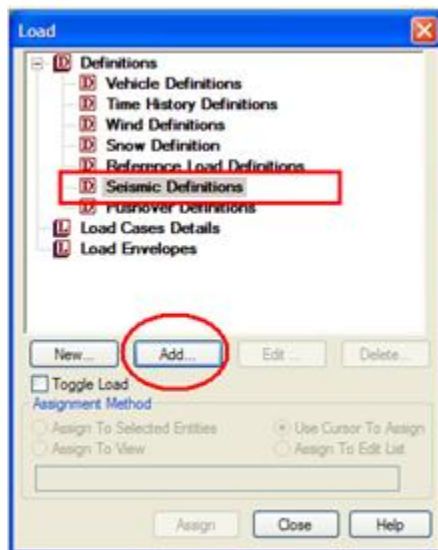 Load
Definitions
Vehicle Definitions
Time History Definitions
Wind Definitions
Snow Definition
Reference Load Definitions
Seismic Definitions
Pushover Definitions
Load Cases Details
Load Envelopes
New... Add... Edit ... Delete...
Toggle Load
Assignment Method
Assign To Selected Entities Use Cursor To Assign
Assign To View Assign To Edit List
Assign Close Help